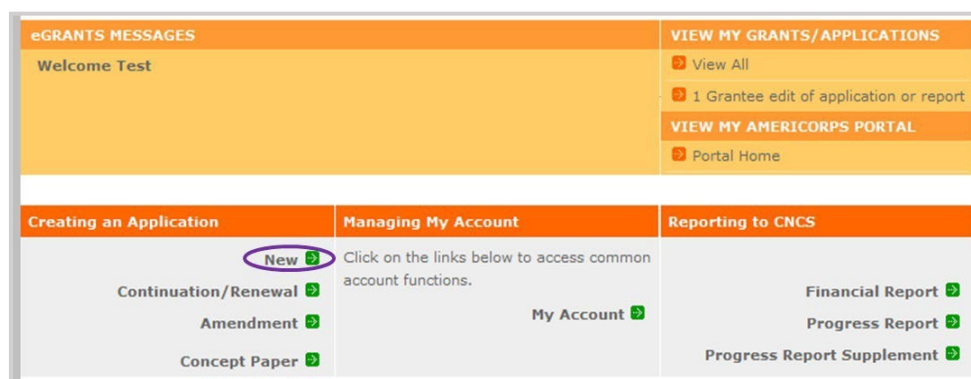 eGRANTS MESSAGES
Welcome Test
VIEW MY GRANTS/APPLICATIONS
View All
1 Grantee edit of application or report
VIEW MY AMERICORPS PORTAL
Portal Home
Creating an Application
New
Continuation/Renewal
Amendment
Concept Paper
Managing My Account
Click on the links below to access common
account functions.
My Account
Reporting to CNCS
Financial Report
Progress Report
Progress Report Supplement